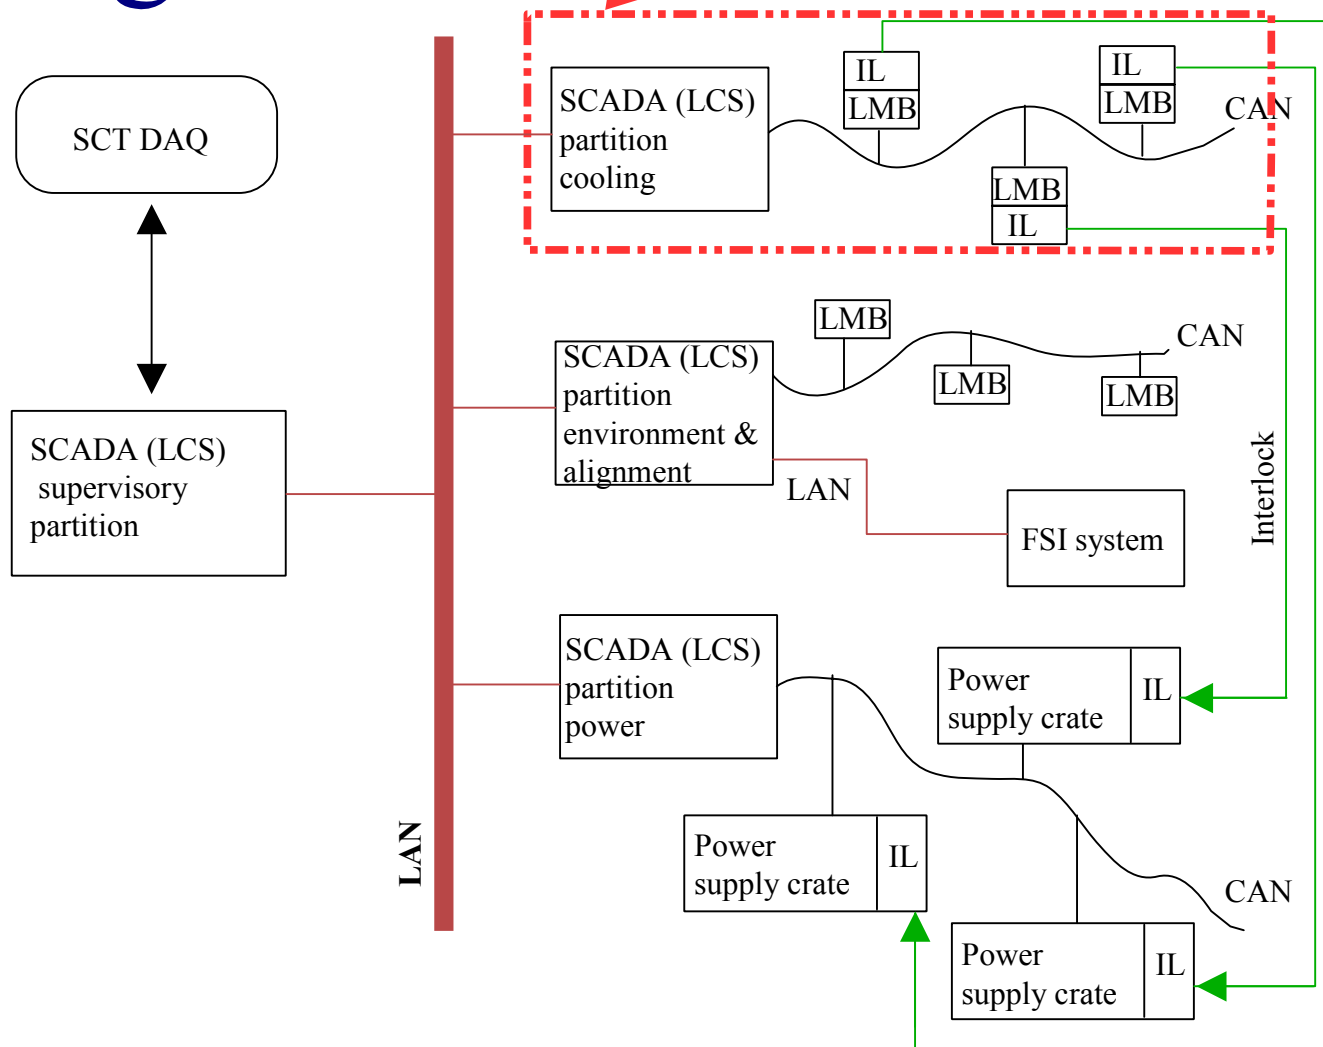 SCT DAQ
SCADA (LCS)
supervisory
partition
LAN
SCADA (LCS)
partition
cooling
IL
LMB
LMB
IL
IL
LMB
CAN
SCADA (LCS)
partition
environment &
alignment
LMB
LMB
LMB
CAN
LAN
FSI system
Interlock
SCADA (LCS)
partition
power
Power
supply crate
IL
Power
supply crate
IL
Power
supply crate
IL
CAN